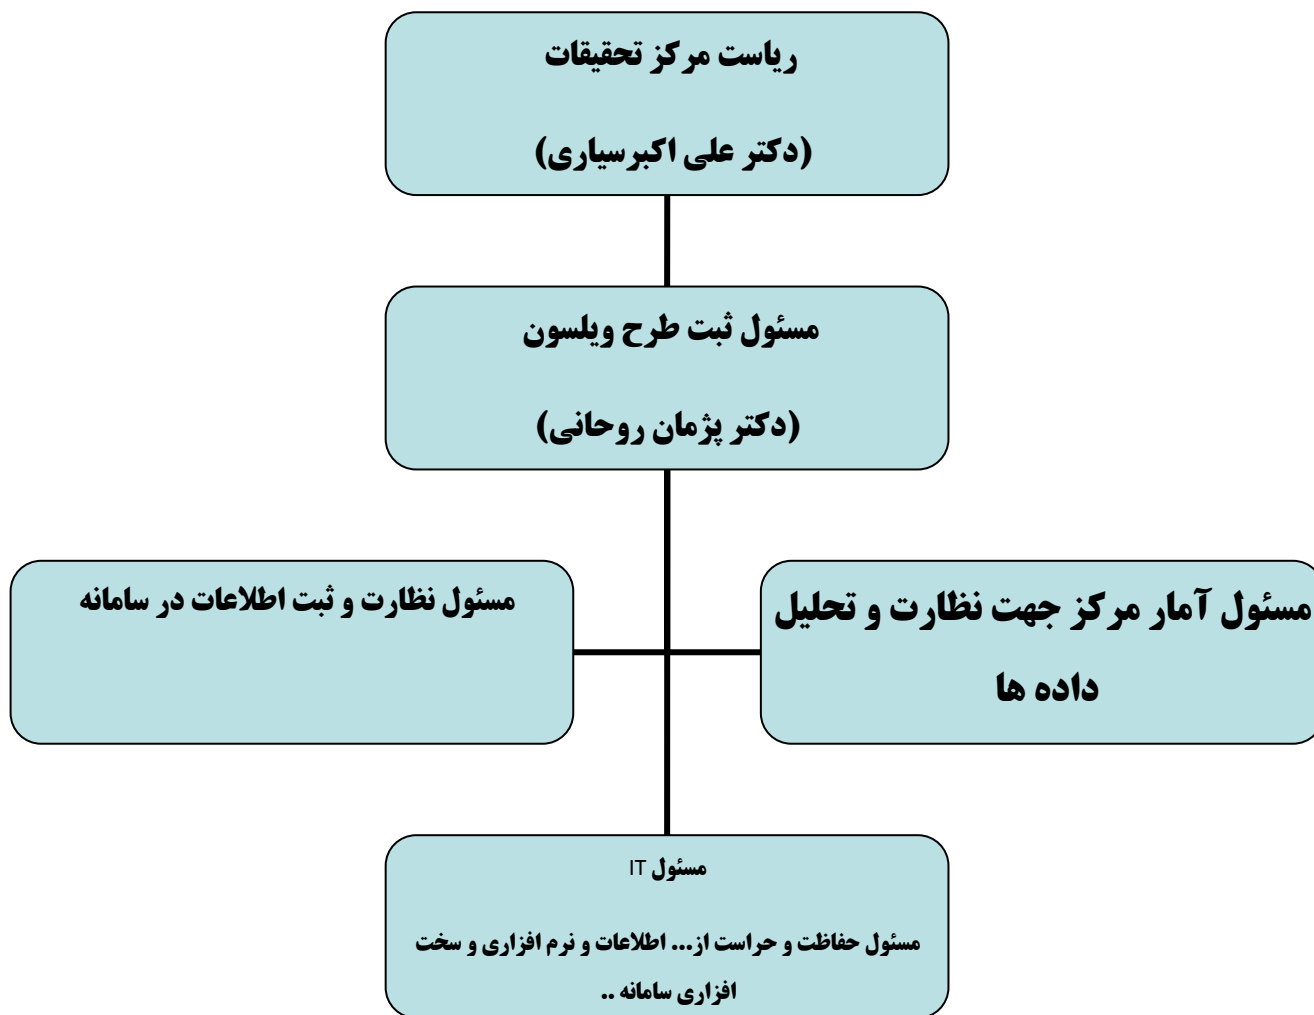 ریاست مرکز تحقیقات
(دکتر علی اکبرسیاری)
مسئول ثبت طرح ویلسون
(دکتر پژمان روحانی)
مسئول آمار مرکز جهت نظارت و تحلیل
داده ها
مسئول نظارت و ثبت اطلاعات در سامانه
مسئول IT
مسئول حفاظت و حراست از... اطلاعات و نرم افزاری و سخت
افزاری سامانه ..